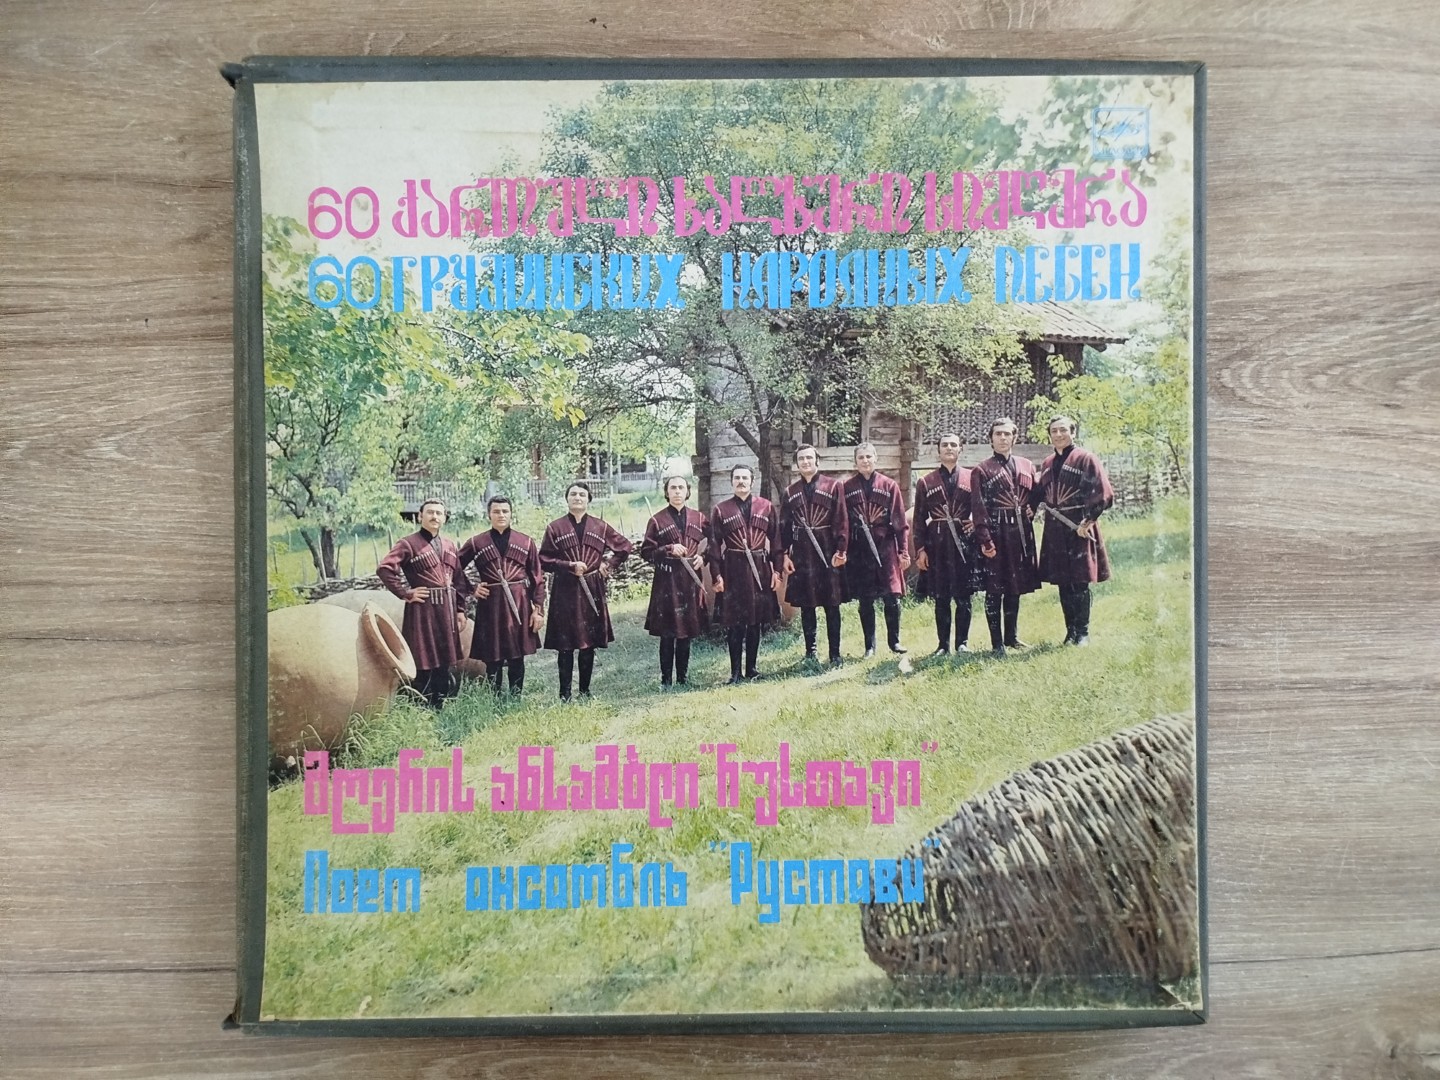 60 ქართული ხალხური სიმღერა
60 ГРУЗИНСКИХ НАРОДНЫХ ПЕСЕН
მღერის ანსამბლი "რუსთავი"
Поет ансамбль "Рустави"